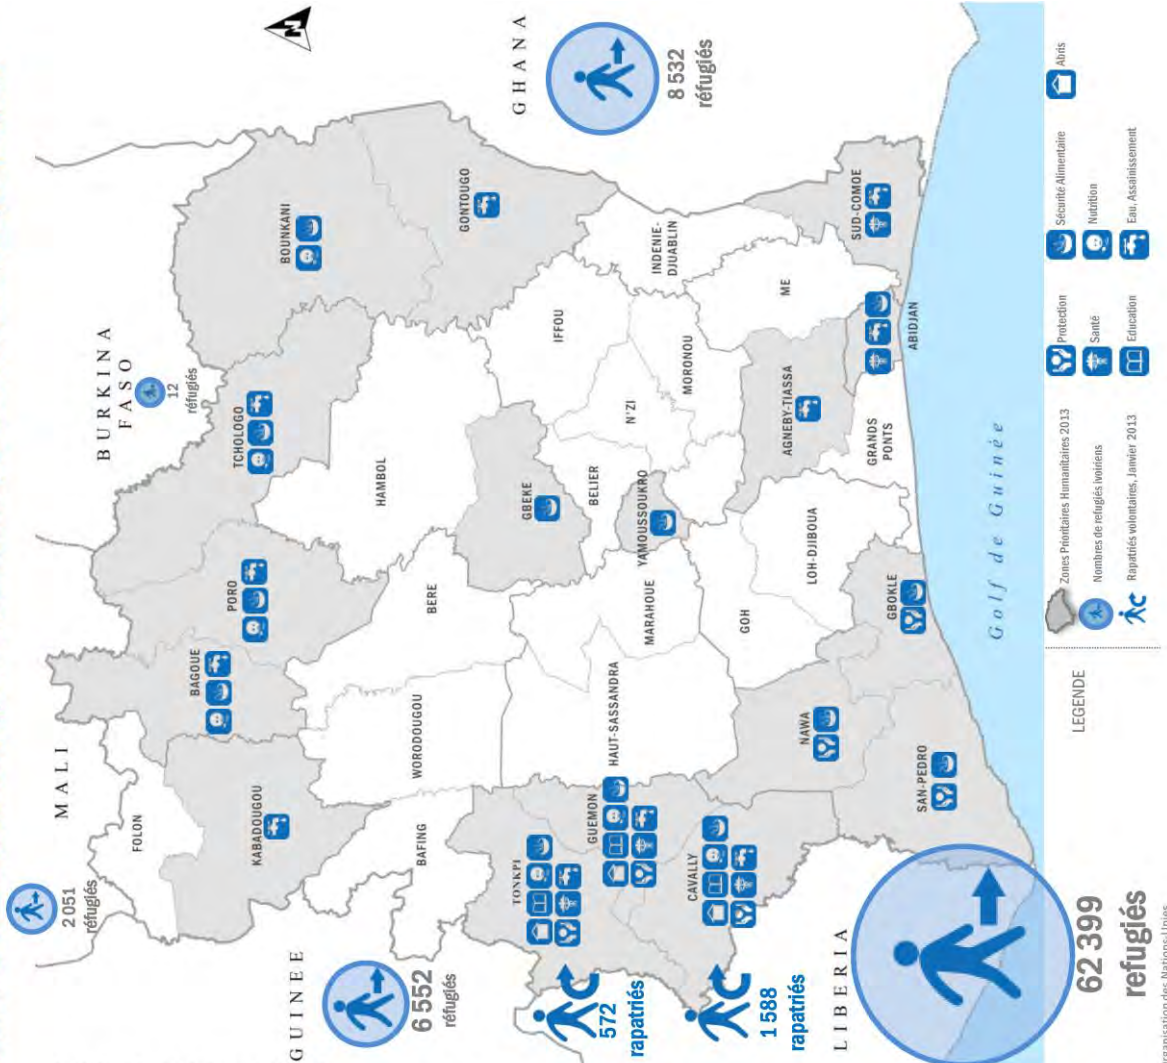 MALI
2 051
réfugiés
BURKINA
FASO
12
réfugiés
GHANA
8 532
réfugiés
GUINEE
6 552
réfugiés
572
rapatriés
1 588
rapatriés
LIBERIA
62 399
refugiés
FOLON
KABADOUGOU
BAGOUE
PORO
TCHOLOGO
BOUNKANI
GONTOUGO
BAFING
WORODOUGOU
BERE
HAMBOL
TONKPI
GUEMON
HAUT-SASSANDRA
MARAHOUE
GBEKE
BELIER
YAMOUSSOUKRO
N'ZI
IFFOU
INDENIE-
DJUABLIN
MORONOU
CAVALLY
NAWA
GOH
LOH-DJIBOUA
AGNEBY-TIASSA
ME
SUD-COMOE
SAN-PEDRO
GBOKLE
GRANDS
PONTS
ABIDJAN
Golf de Guinée
N
LEGENDE
Zones Prioritaires Humanitaires 2013
Nombres de refugiés ivoiriens
Rapatriés volontaires, Janvier 2013
Protection
Santé
Education
Sécurité Alimentaire
Nutrition
Eau, Assainissement
Abris
Organisation des Nations-Unies